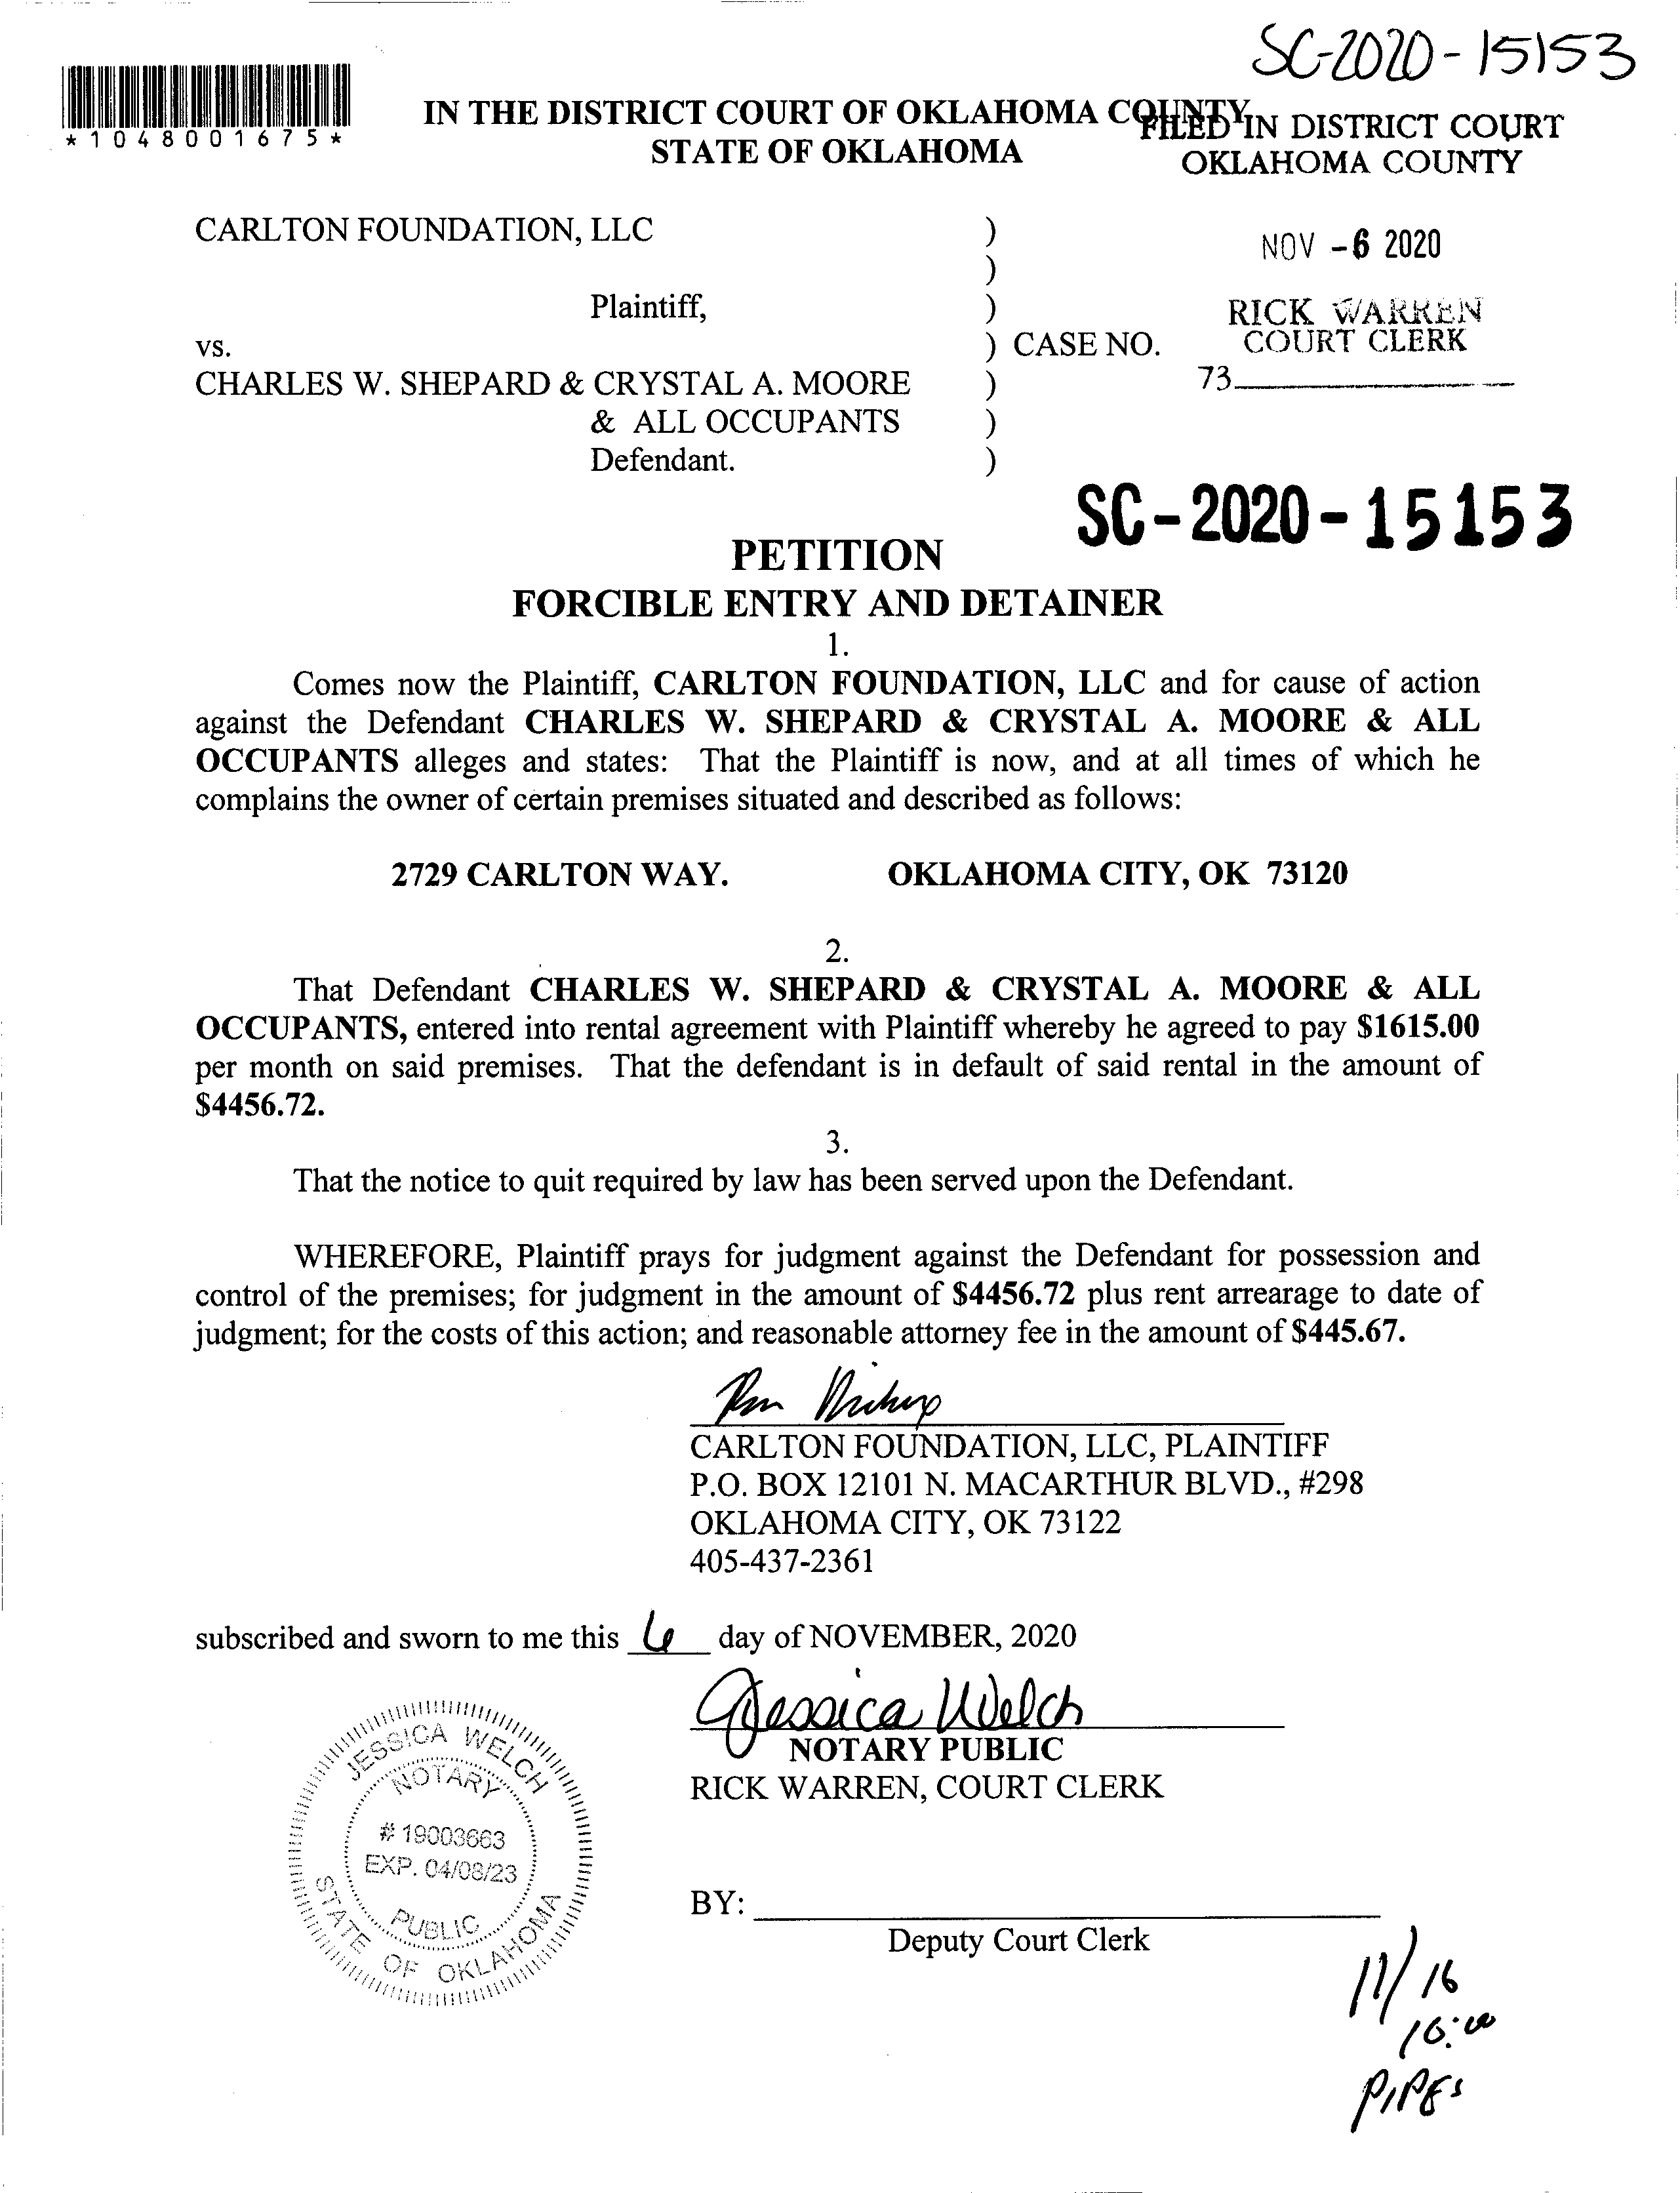 SC-2020-15153
*1048001675*
IN THE DISTRICT COURT OF OKLAHOMA COUNTY
STATE OF OKLAHOMA
FILED IN DISTRICT COURT
OKLAHOMA COUNTY
CARLTON FOUNDATION, LLC )
)
NOV -6 2020
Plaintiff, )
RICK WARREN
COURT CLERK
vs. ) CASE NO.
CHARLES W. SHEPARD & CRYSTAL A. MOORE )
73
& ALL OCCUPANTS )
Defendant. )
SC-2020-15153
PETITION
FORCIBLE ENTRY AND DETAINER
1.
Comes now the Plaintiff, CARLTON FOUNDATION, LLC and for cause of action
against the Defendant CHARLES W. SHEPARD & CRYSTAL A. MOORE & ALL
OCCUPANTS alleges and states: That the Plaintiff is now, and at all times of which he
complains the owner of certain premises situated and described as follows:
2729 CARLTON WAY. OKLAHOMA CITY, OK 73120
2.
That Defendant CHARLES W. SHEPARD & CRYSTAL A. MOORE & ALL
OCCUPANTS, entered into rental agreement with Plaintiff whereby he agreed to pay $1615.00
per month on said premises. That the defendant is in default of said rental in the amount of
$4456.72.
3.
That the notice to quit required by law has been served upon the Defendant.
WHEREFORE, Plaintiff prays for judgment against the Defendant for possession and
control of the premises; for judgment in the amount of $4456.72 plus rent arrearage to date of
judgment; for the costs of this action; and reasonable attorney fee in the amount of $445.67.
CARLTON FOUNDATION, LLC, PLAINTIFF
P.O. BOX 12101 N. MACARTHUR BLVD., #298
OKLAHOMA CITY, OK 73122
405-437-2361
subscribed and sworn to me this 6 day of NOVEMBER, 2020
Jessica Welch
NOTARY PUBLIC
RICK WARREN, COURT CLERK
JESSICA WELCH
NOTARY
# 19003663
EXP. 04/08/23
PUBLIC
STATE OF OKLAHOMA
BY:
Deputy Court Clerk
11/16
10:00
PIPES